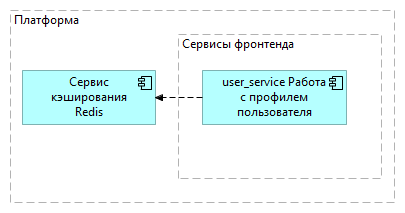 Платформа
Сервисы фронтенда
Сервис
кэширования
Redis
user_service Работа
с профилем
пользователя